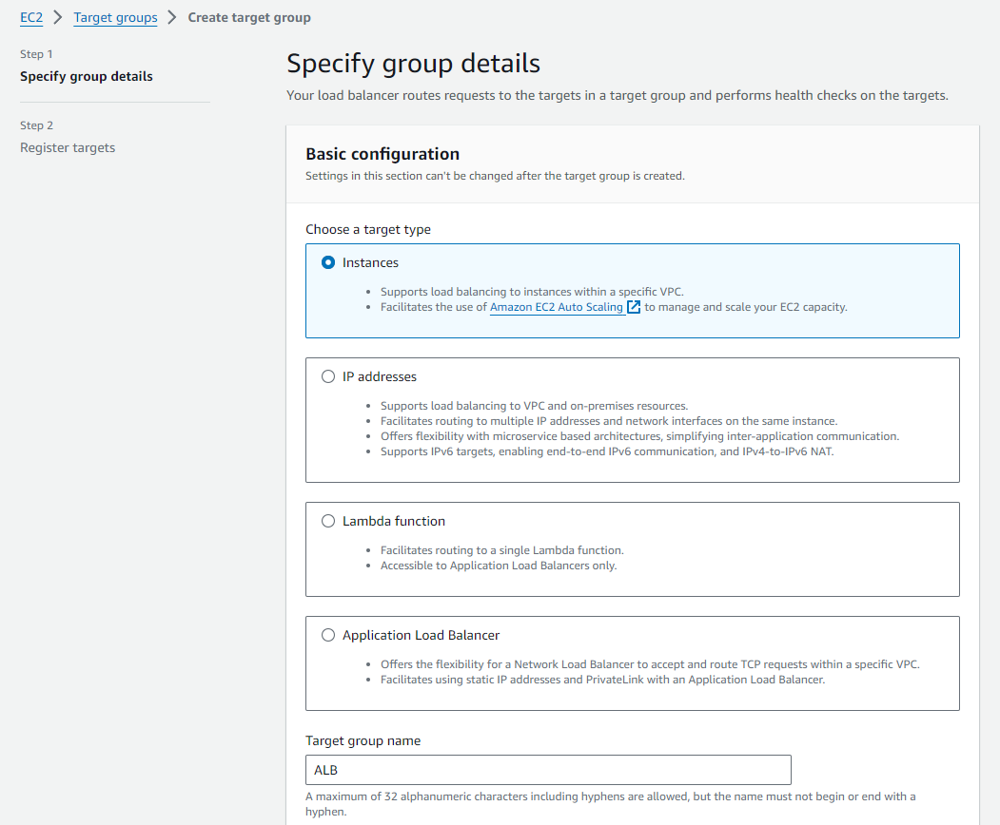 EC2 > Target groups > Create target group
Step 1
Specify group details
Step 2
Register targets
Specify group details
Your load balancer routes requests to the targets in a target group and performs health checks on the targets.
Basic configuration
Settings in this section can't be changed after the target group is created.
Choose a target type
Instances
• Supports load balancing to instances within a specific VPC.
• Facilitates the use of Amazon EC2 Auto Scaling to manage and scale your EC2 capacity.
IP addresses
• Supports load balancing to VPC and on-premises resources.
• Facilitates routing to multiple IP addresses and network interfaces on the same instance.
• Offers flexibility with microservice based architectures, simplifying inter-application communication.
• Supports IPv6 targets, enabling end-to-end IPv6 communication, and IPv4-to-IPv6 NAT.
Lambda function
• Facilitates routing to a single Lambda function.
• Accessible to Application Load Balancers only.
Application Load Balancer
• Offers the flexibility for a Network Load Balancer to accept and route TCP requests within a specific VPC.
• Facilitates using static IP addresses and PrivateLink with an Application Load Balancer.
Target group name
ALB
A maximum of 32 alphanumeric characters including hyphens are allowed, but the name must not begin or end with a
hyphen.